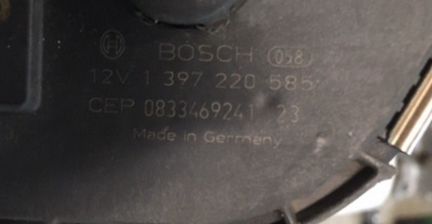 BOSCH 058
12V 1 397 220 585
CEP 0833469241 23
Made in Germany